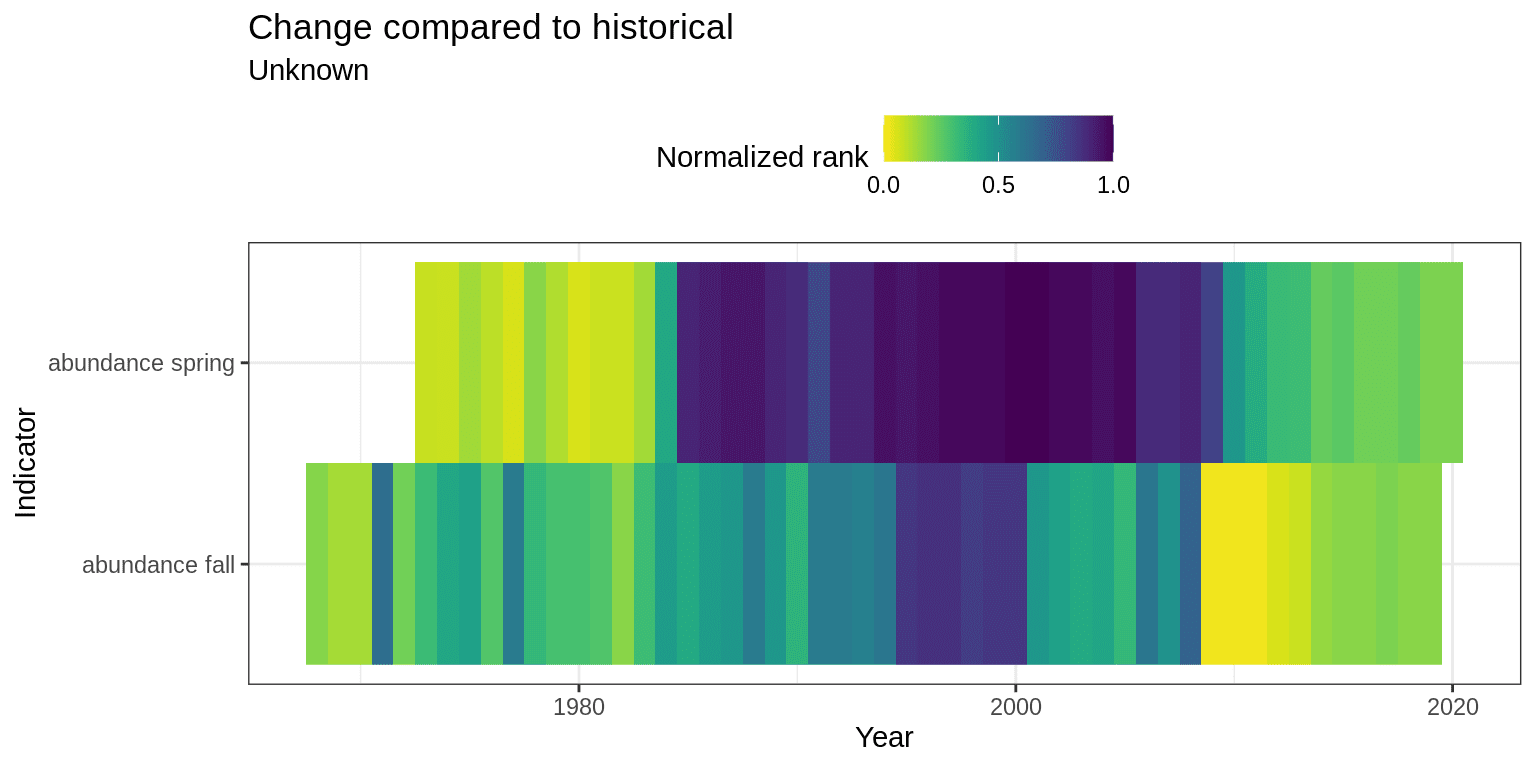 Change compared to historical
Unknown
Normalized rank
0.0 0.5 1.0
Indicator
abundance spring
abundance fall
1980 2000 2020
Year